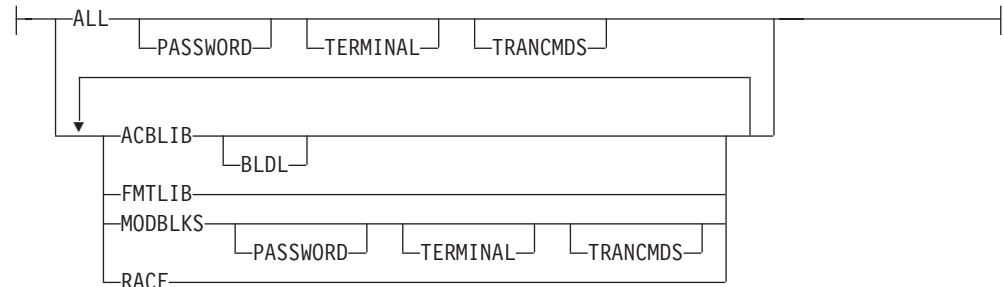 ALL
PASSWORD TERMINAL TRANCMDS
ACBLIB
BLDL
FMTLIB
MODBLKS
PASSWORD TERMINAL TRANCMDS
RACF